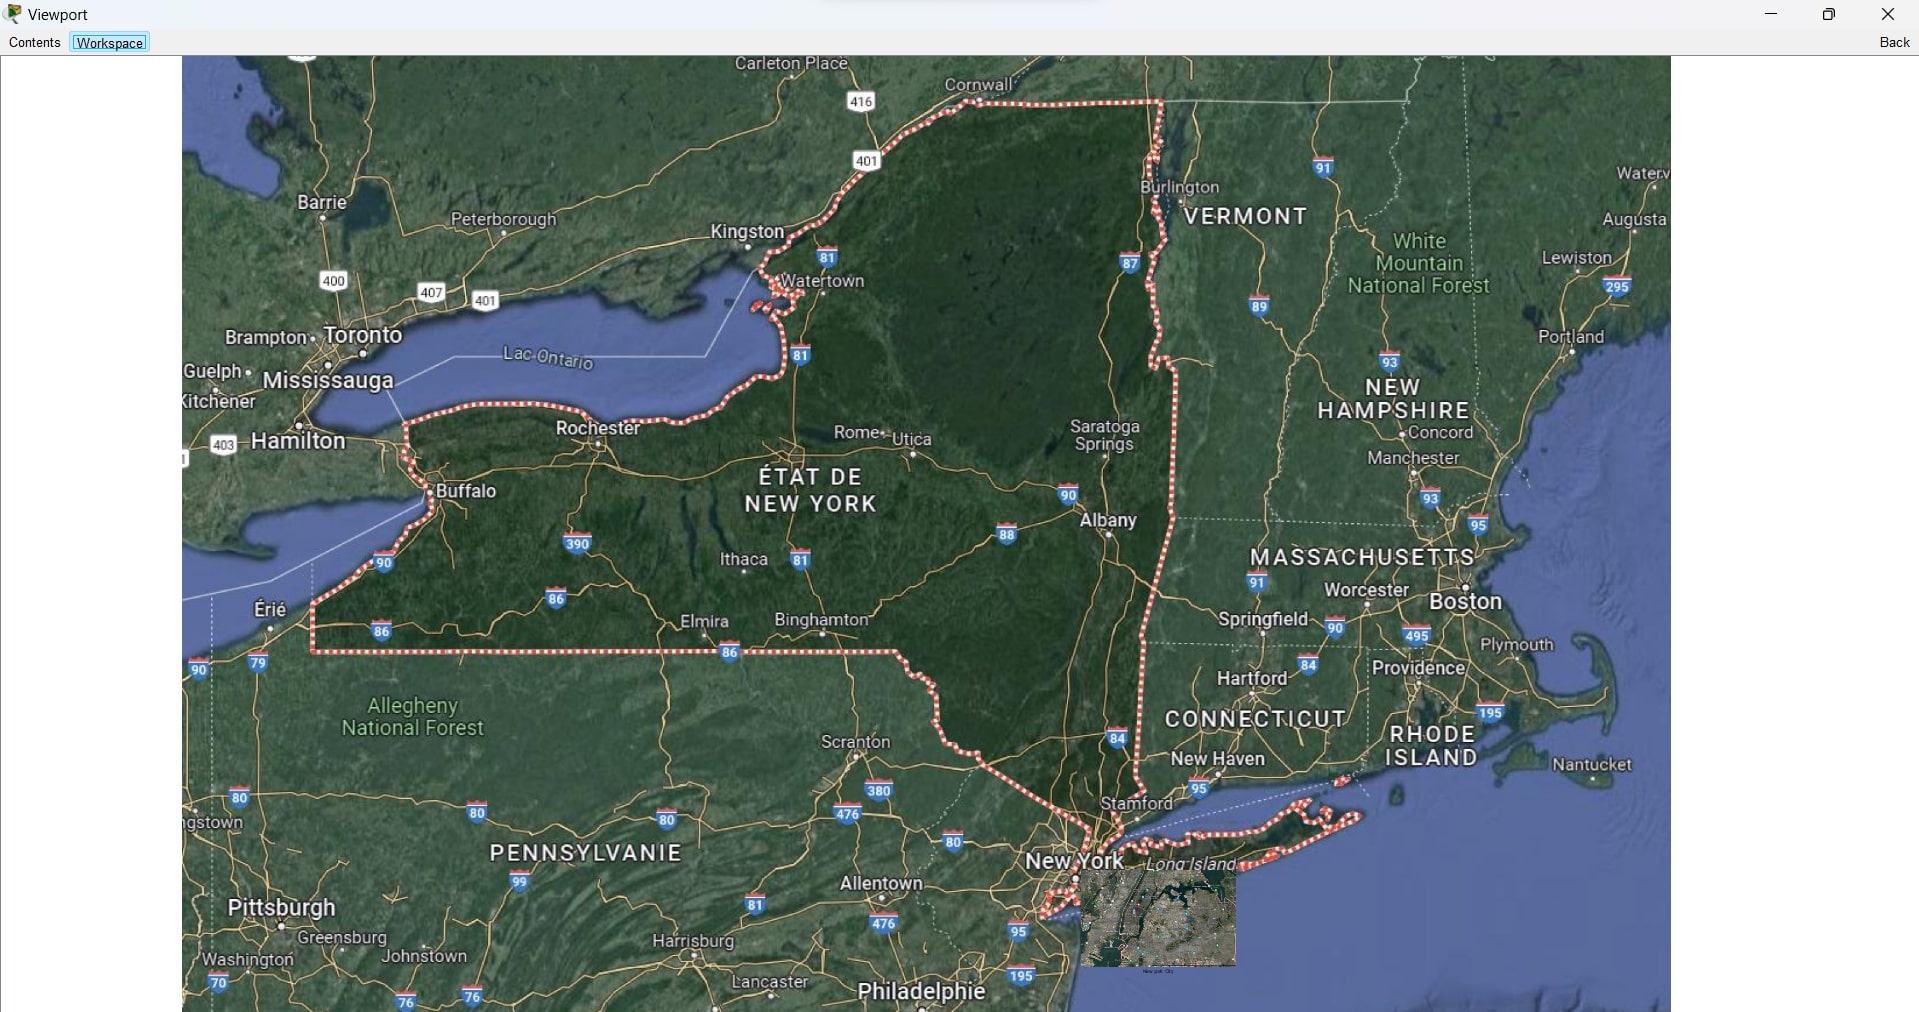 Viewport
Contents
Workspace
Back
Carleton Place
Cornwall
416
401
91
Waterv
Barrie
Burlington
VERMONT
Augusta
Peterborough
Kingston
White
Mountain
National Forest
Lewiston
81
87
400
Watertown
407
401
89
295
Brampton
Toronto
Portland
81
Lac Ontario
93
Guelph
Mississauga
NEW
HAMPSHIRE
Kitchener
Rochester
Saratoga
Springs
Rome
Utica
Concord
403
Hamilton
1
Manchester
ÉTAT DE
NEW YORK
Buffalo
90
93
Albany
95
88
390
Ithaca
81
90
MASSACHUSETTS
91
Worcester
86
Boston
Érié
Elmira
Binghamton
Springfield
90
495
86
Plymouth
86
90
79
84
Providence
Hartford
Allegheny
National Forest
195
CONNECTICUT
RHODE
ISLAND
Scranton
84
New Haven
Nantucket
80
380
95
Stamford
80
80
476
ngstown
80
PENNSYLVANIE
New York
Long Island
99
Allentown
Pittsburgh
81
476
95
Greensburg
Harrisburg
Johnstown
Washington
195
70
Lancaster
76
76
Philadelphie
New york City